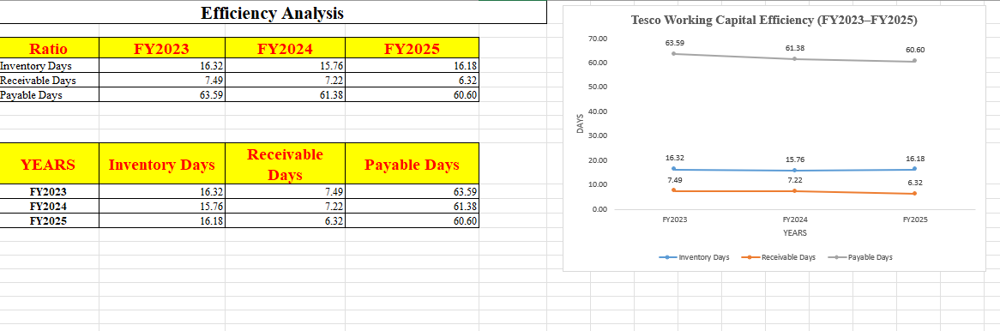 Efficiency Analysis
Ratio FY2023 FY2024 FY2025
Inventory Days 16.32 15.76 16.18
Receivable Days 7.49 7.22 6.32
Payable Days 63.59 61.38 60.60
YEARS Inventory Days Receivable Days Payable Days
FY2023 16.32 7.49 63.59
FY2024 15.76 7.22 61.38
FY2025 16.18 6.32 60.60
Tesco Working Capital Efficiency (FY2023–FY2025)
70.00
60.00
50.00
40.00
30.00
20.00
10.00
0.00
DAYS
63.59 61.38 60.60
16.32 15.76 16.18
7.49 7.22 6.32
FY2023 FY2024 FY2025
YEARS
Inventory Days Receivable Days Payable Days